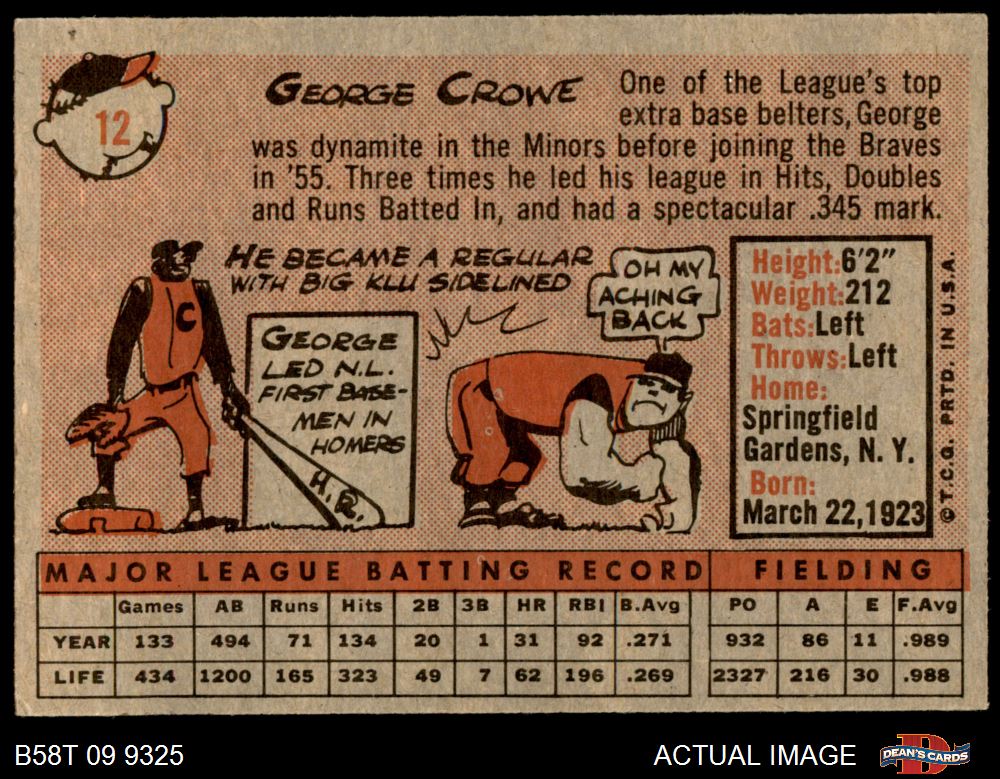 12
GEORGE CROWE
One of the League's top
extra base belters, George
was dynamite in the Minors before joining the Braves
in '55. Three times he led his league in Hits, Doubles
and Runs Batted In, and had a spectacular .345 mark.
HE BECAME A REGULAR
WITH BIG KLU SIDELINED
C
GEORGE
LED N.L.
FIRST BASE-
MEN IN
HOMERS
H.R.
OH MY
ACHING
BACK
Height: 6'2"
Weight: 212
Bats: Left
Throws: Left
Home:
Springfield
Gardens, N. Y.
Born:
March 22, 1923
© T.C.G. PRTD. IN U.S.A.
MAJOR LEAGUE BATTING RECORD FIELDING
Games AB Runs Hits 2B 3B HR RBI B.Avg PO A E F.Avg
YEAR 133 494 71 134 20 1 31 92 .271 932 86 11 .989
LIFE 434 1200 165 323 49 7 62 196 .269 2327 216 30 .988
B58T 09 9325
ACTUAL IMAGE
D
DEAN'S CARDS